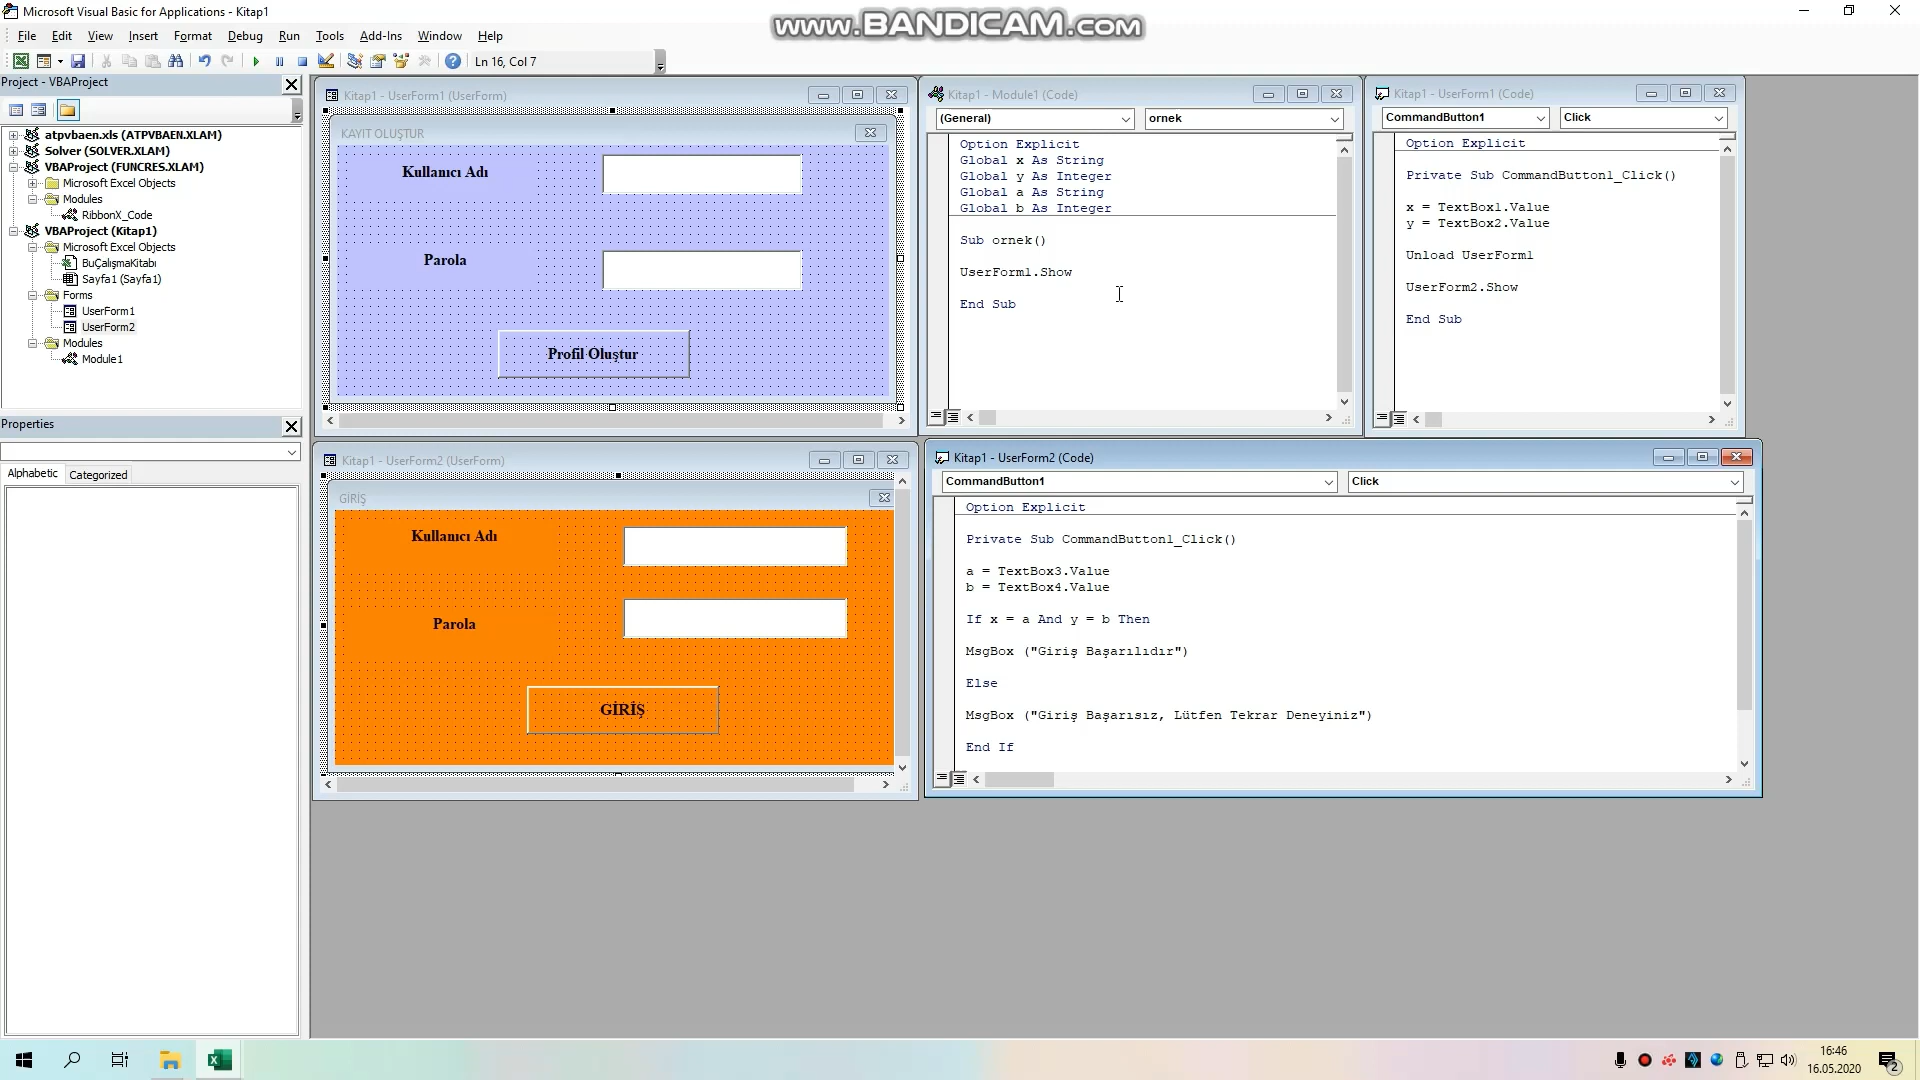 Microsoft Visual Basic for Applications - Kitap1
www.BANDICAM.com
File Edit View Insert Format Debug Run Tools Add-Ins Window Help
Ln 16, Col 7
Project - VBAProject
atpvbaen.xls (ATPVBAEN.XLAM)
Solver (SOLVER.XLAM)
VBAProject (FUNCRES.XLAM)
Microsoft Excel Objects
Modules
RibbonX_Code
VBAProject (Kitap1)
Microsoft Excel Objects
BuÇalışmaKitabı
Sayfa1 (Sayfa1)
Forms
UserForm1
UserForm2
Modules
Module1
Properties
Alphabetic Categorized
Kitap1 - UserForm1 (UserForm)
KAYIT OLUŞTUR
Kullanıcı Adı
Parola
Profil Oluştur
Kitap1 - Module1 (Code)
(General) ornek
Option Explicit
Global x As String
Global y As Integer
Global a As String
Global b As Integer
Sub ornek()
UserForm1.Show
End Sub
Kitap1 - UserForm1 (Code)
CommandButton1 Click
Option Explicit
Private Sub CommandButton1_Click()
x = TextBox1.Value
y = TextBox2.Value
Unload UserForm1
UserForm2.Show
End Sub
Kitap1 - UserForm2 (UserForm)
GİRİŞ
Kullanıcı Adı
Parola
GİRİŞ
Kitap1 - UserForm2 (Code)
CommandButton1 Click
Option Explicit
Private Sub CommandButton1_Click()
a = TextBox3.Value
b = TextBox4.Value
If x = a And y = b Then
MsgBox ("Giriş Başarılıdır")
Else
MsgBox ("Giriş Başarısız, Lütfen Tekrar Deneyiniz")
End If
16:46
16.05.2020
2